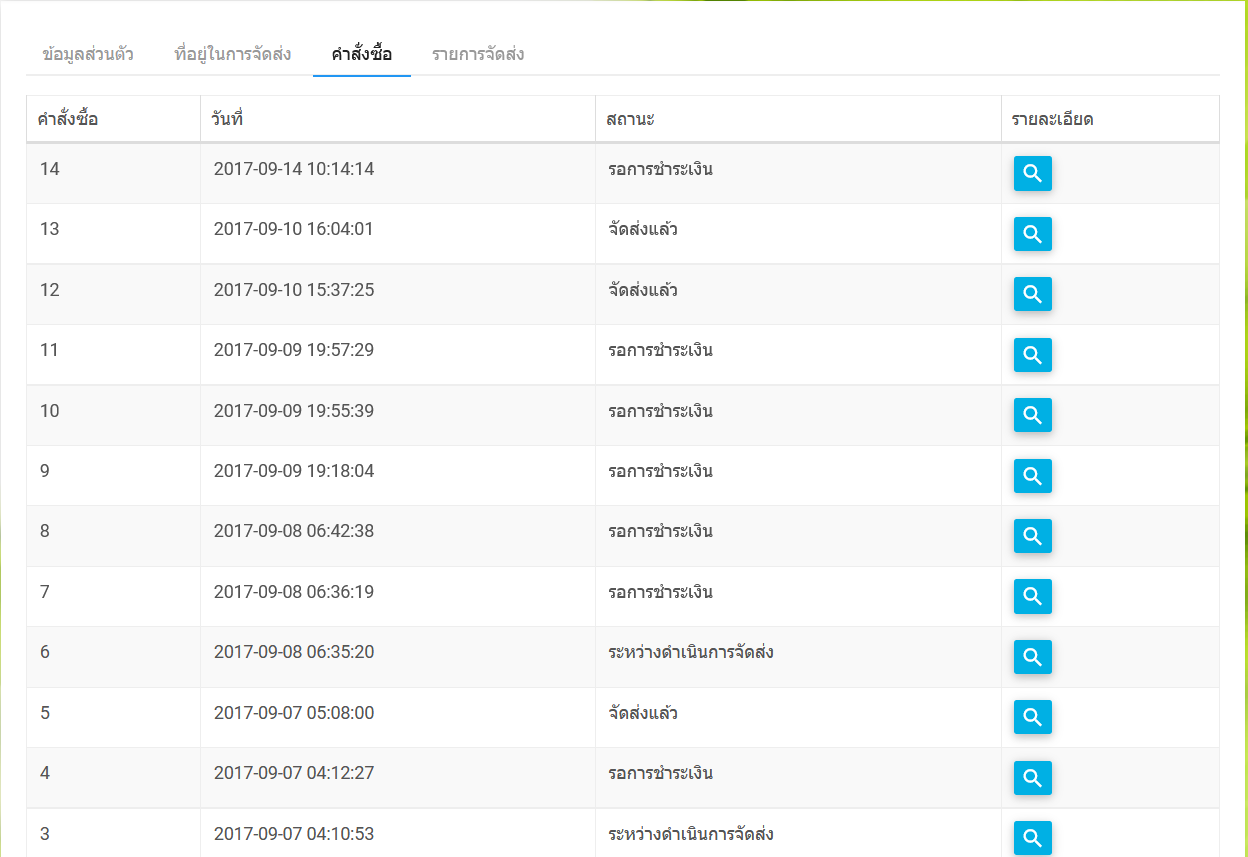 ข้อมูลส่วนตัว ที่อยู่ในการจัดส่ง คำสั่งซื้อ รายการจัดส่ง
คำสั่งซื้อ วันที่ สถานะ รายละเอียด
14 2017-09-14 10:14:14 รอการชำระเงิน
13 2017-09-10 16:04:01 จัดส่งแล้ว
12 2017-09-10 15:37:25 จัดส่งแล้ว
11 2017-09-09 19:57:29 รอการชำระเงิน
10 2017-09-09 19:55:39 รอการชำระเงิน
9 2017-09-09 19:18:04 รอการชำระเงิน
8 2017-09-08 06:42:38 รอการชำระเงิน
7 2017-09-08 06:36:19 รอการชำระเงิน
6 2017-09-08 06:35:20 ระหว่างดำเนินการจัดส่ง
5 2017-09-07 05:08:00 จัดส่งแล้ว
4 2017-09-07 04:12:27 รอการชำระเงิน
3 2017-09-07 04:10:53 ระหว่างดำเนินการจัดส่ง